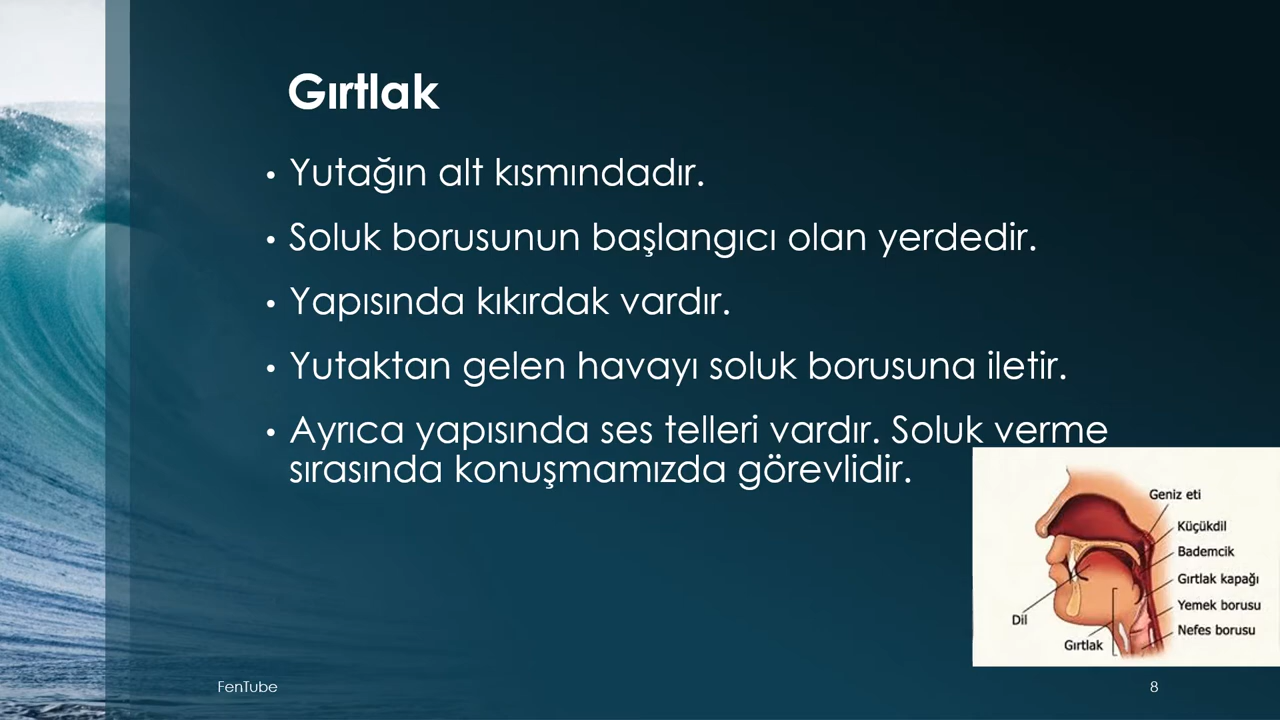 Gırtlak
• Yutağın alt kısmındadır.
• Soluk borusunun başlangıcı olan yerdedir.
• Yapısında kıkırdak vardır.
• Yutaktan gelen havayı soluk borusuna iletir.
• Ayrıca yapısında ses telleri vardır. Soluk verme
sırasında konuşmamızda görevlidir.
Geniz eti
Küçükdil
Bademcik
Gırtlak kapağı
Yemek borusu
Nefes borusu
Dil
Gırtlak
FenTube
8